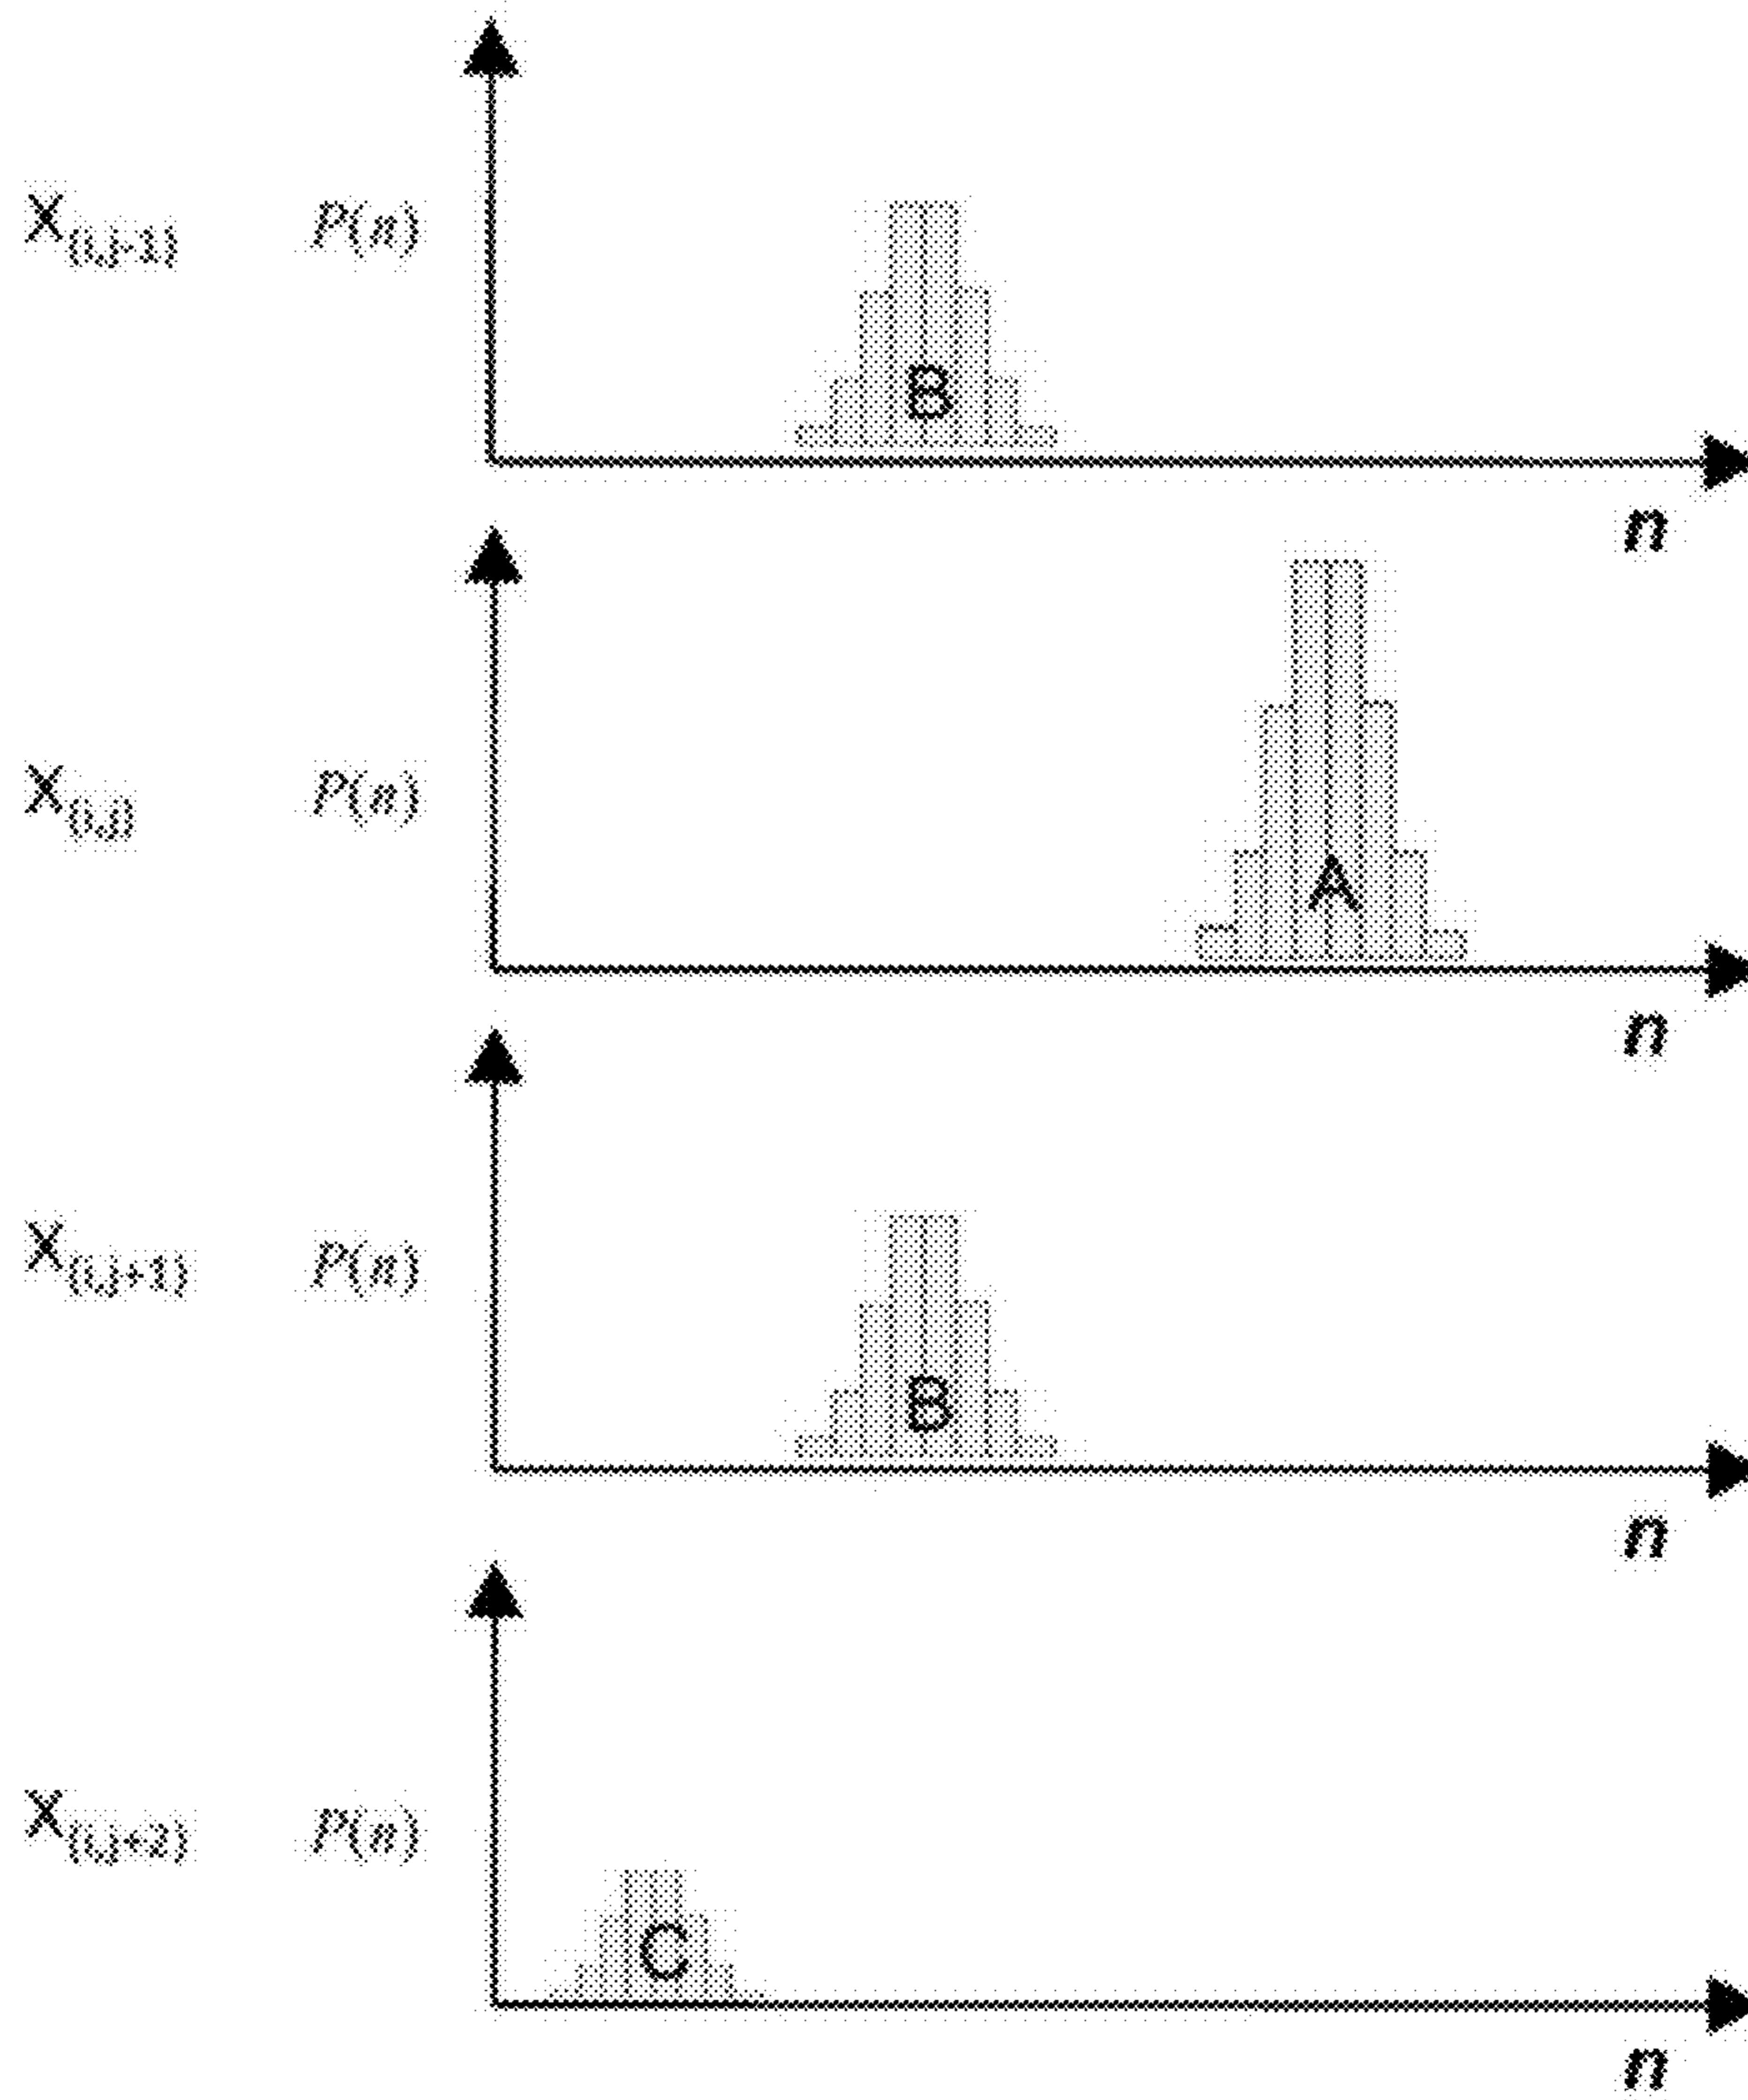 X(i,j-1) P(n)
B
n
X(i,j) P(n)
A
n
X(i,j+1) P(n)
B
n
X(i,j+2) P(n)
C
n